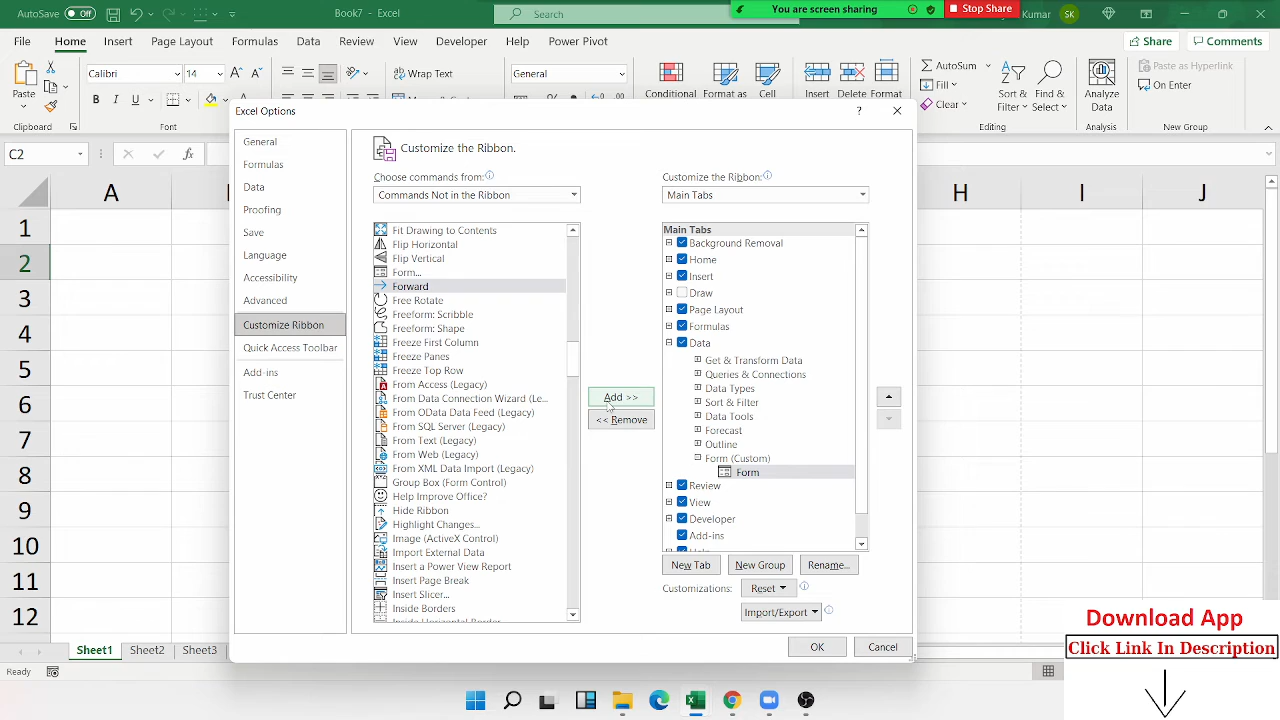 AutoSave Off Book7 - Excel Search You are screen sharing Stop Share Kumar SK
File Home Insert Page Layout Formulas Data Review View Developer Help Power Pivot Share Comments
Calibri 14 Wrap Text General AutoSum Paste as Hyperlink
Fill On Enter
Clear
Paste B I U Conditional Format as Cell Insert Delete Format Sort & Find & Analyze
Filter Select Data
Clipboard Font Editing Analysis New Group
Excel Options
C2 fx
General
Formulas
Data
Proofing
Save
Language
Accessibility
Advanced
Customize Ribbon
Quick Access Toolbar
Add-ins
Trust Center
Customize the Ribbon.
Choose commands from:
Commands Not in the Ribbon
Fit Drawing to Contents
Flip Horizontal
Flip Vertical
Form...
Forward
Free Rotate
Freeform: Scribble
Freeform: Shape
Freeze First Column
Freeze Panes
Freeze Top Row
From Access (Legacy)
From Data Connection Wizard (Le...
From OData Data Feed (Legacy)
From SQL Server (Legacy)
From Text (Legacy)
From Web (Legacy)
From XML Data Import (Legacy)
Group Box (Form Control)
Help Improve Office?
Hide Ribbon
Highlight Changes...
Image (ActiveX Control)
Import External Data
Insert a Power View Report
Insert Page Break
Insert Slicer...
Inside Borders
Inside Horizontal Border
Add >>
<< Remove
Customize the Ribbon:
Main Tabs
Main Tabs
Background Removal
Home
Insert
Draw
Page Layout
Formulas
Data
Get & Transform Data
Queries & Connections
Data Types
Sort & Filter
Data Tools
Forecast
Outline
Form (Custom)
Form
Review
View
Developer
Add-ins
New Tab New Group Rename...
Customizations: Reset
Import/Export
OK Cancel
A H I J
1
2
3
4
5
6
7
8
9
10
11
12
Sheet1 Sheet2
Ready
Download App
Click Link In Description